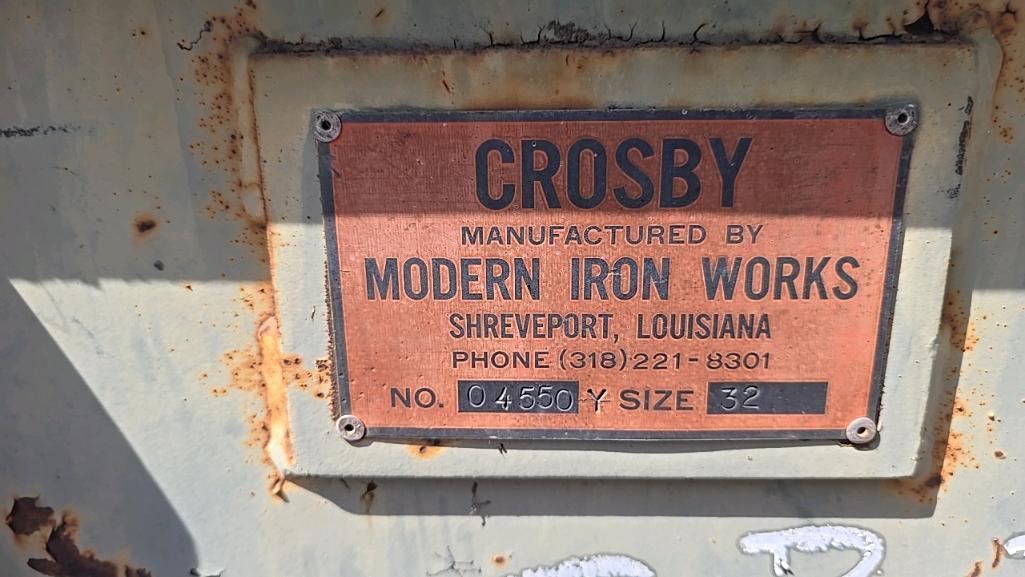 CROSBY
MANUFACTURED BY
MODERN IRON WORKS
SHREVEPORT, LOUISIANA
PHONE (318) 221-8301
NO. 04550 Y SIZE 32